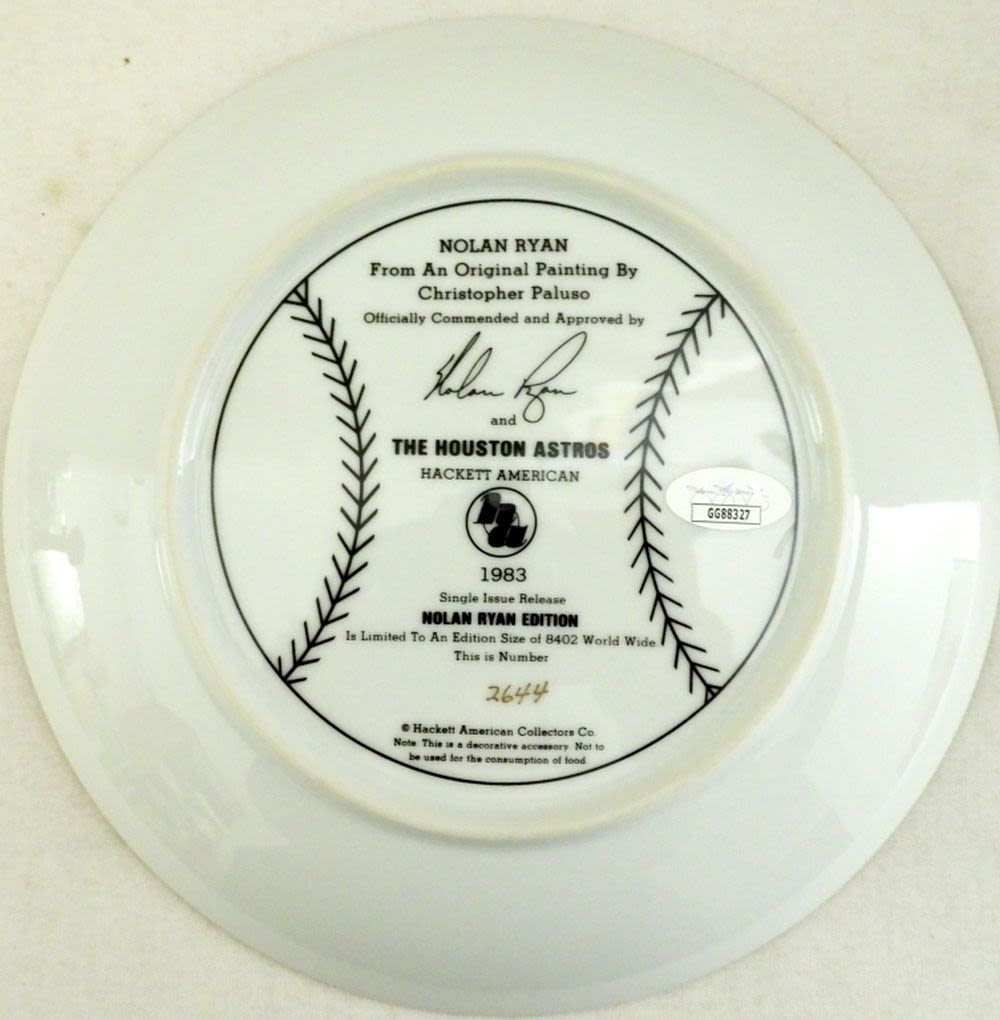 NOLAN RYAN
From An Original Painting By
Christopher Paluso
Officially Commended and Approved by
Nolan Ryan
and
THE HOUSTON ASTROS
HACKETT AMERICAN
1983
Single Issue Release
NOLAN RYAN EDITION
Is Limited To An Edition Size of 8402 World Wide
This is Number
2644
© Hackett American Collectors Co.
Note: This is a decorative accessory. Not to
be used for the consumption of food
GG88327